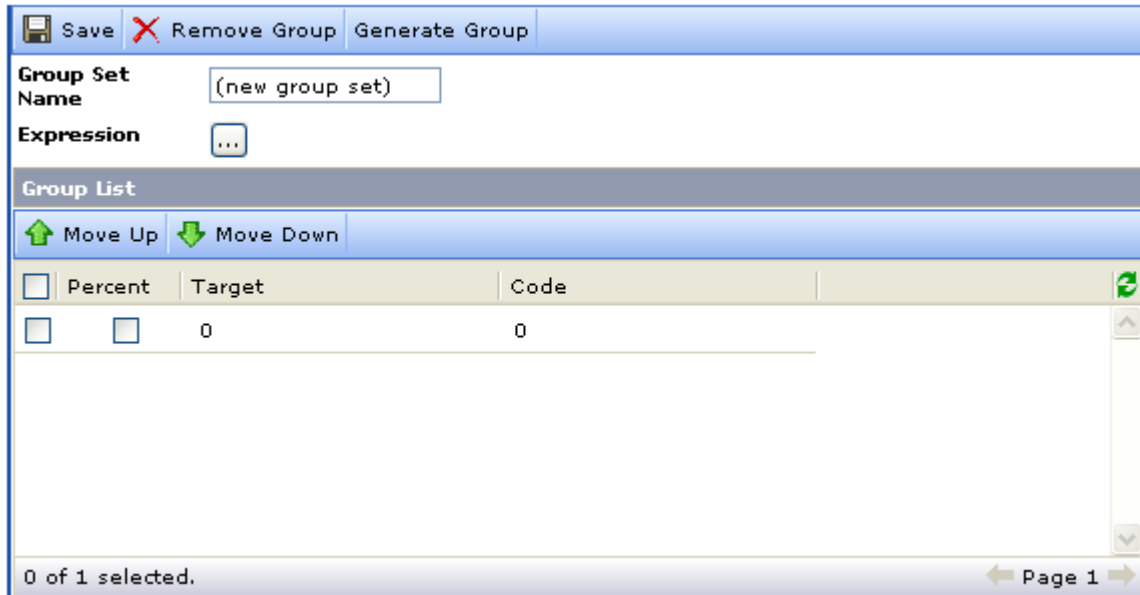 Save Remove Group Generate Group
Group Set
Name
(new group set)
Expression
...
Group List
Move Up Move Down
Percent Target Code
0 0
0 of 1 selected. Page 1